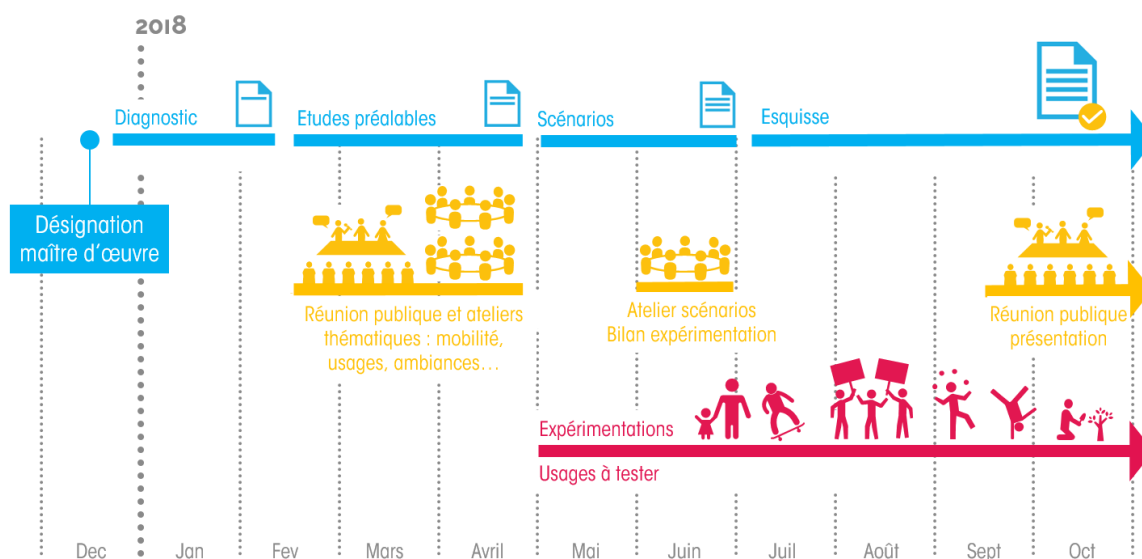 2018
Diagnostic
Etudes préalables
Scénarios
Esquisse
Désignation
maître d'œuvre
Réunion publique et ateliers
thématiques : mobilité,
usages, ambiances...
Atelier scénarios
Bilan expérimentation
Réunion publique
présentation
Expérimentations
Usages à tester
Dec
Jan
Fev
Mars
Avril
Mai
Juin
Juil
Août
Sept
Oct